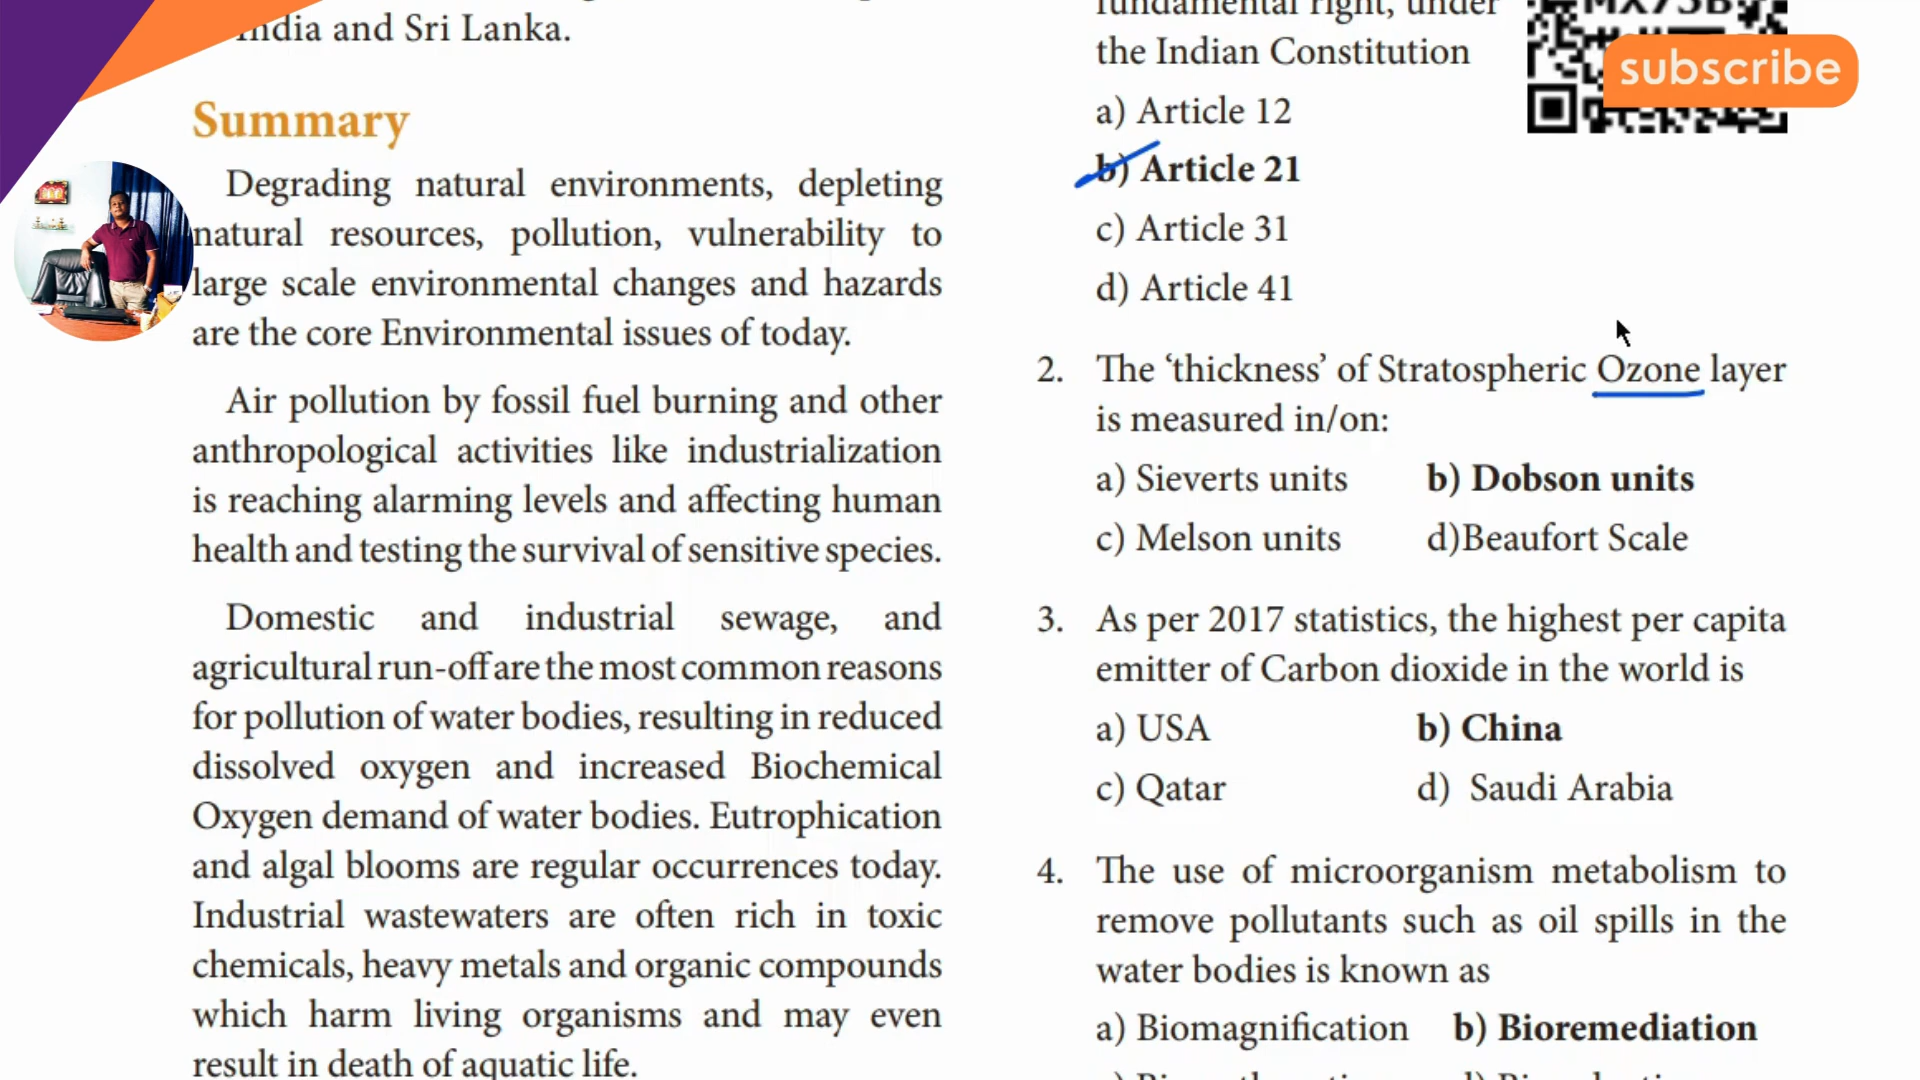 India and Sri Lanka.
Summary
Degrading natural environments, depleting
natural resources, pollution, vulnerability to
large scale environmental changes and hazards
are the core Environmental issues of today.
Air pollution by fossil fuel burning and other
anthropological activities like industrialization
is reaching alarming levels and affecting human
health and testing the survival of sensitive species.
Domestic and industrial sewage, and
agricultural run-off are the most common reasons
for pollution of water bodies, resulting in reduced
dissolved oxygen and increased Biochemical
Oxygen demand of water bodies. Eutrophication
and algal blooms are regular occurrences today.
Industrial wastewaters are often rich in toxic
chemicals, heavy metals and organic compounds
which harm living organisms and may even
result in death of aquatic life.
fundamental right, under
the Indian Constitution
a) Article 12
b) Article 21
c) Article 31
d) Article 41
2. The ‘thickness’ of Stratospheric Ozone layer
is measured in/on:
a) Sieverts units b) Dobson units
c) Melson units d)Beaufort Scale
3. As per 2017 statistics, the highest per capita
emitter of Carbon dioxide in the world is
a) USA b) China
c) Qatar d) Saudi Arabia
4. The use of microorganism metabolism to
remove pollutants such as oil spills in the
water bodies is known as
a) Biomagnification b) Bioremediation
subscribe